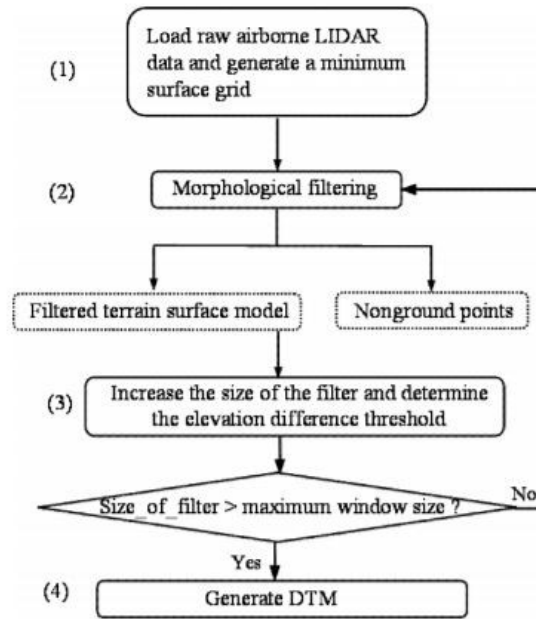 (1)
Load raw airborne LIDAR
data and generate a minimum
surface grid
(2)
Morphological filtering
Filtered terrain surface model
Nonground points
(3)
Increase the size of the filter and determine
the elevation difference threshold
Size_of_filter > maximum window size ?
No
Yes
(4)
Generate DTM